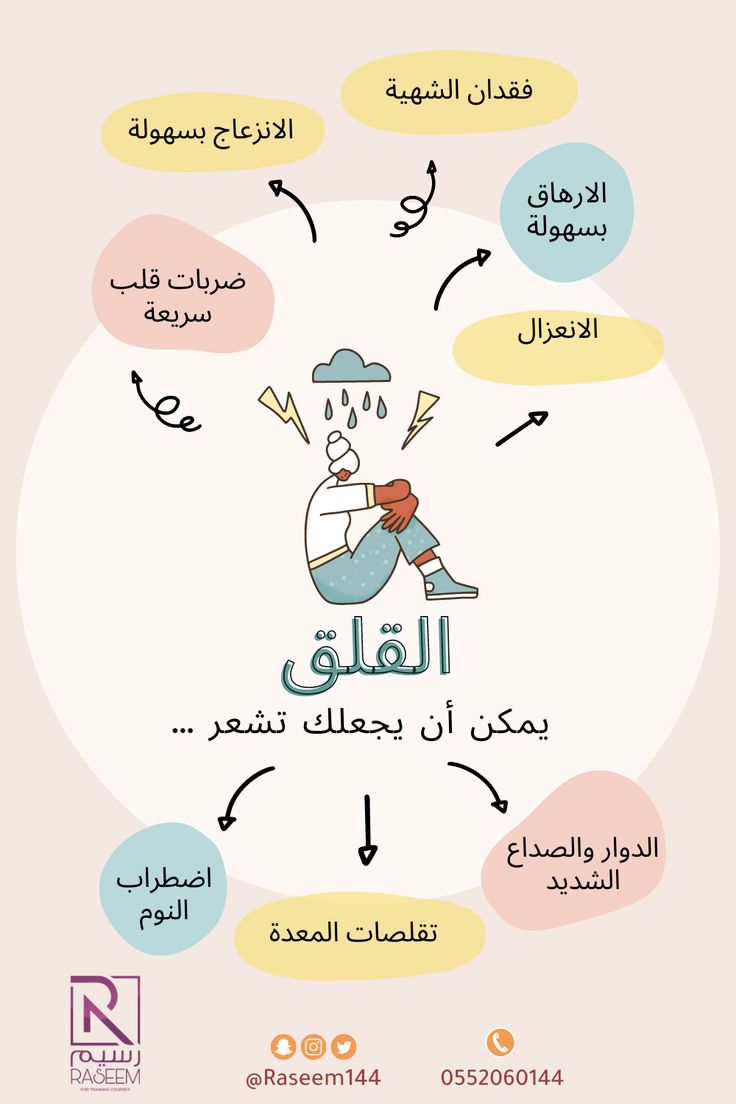 فقدان الشهية
الانزعاج بسهولة
الارهاق
بسهولة
ضربات قلب
سريعة
الانعزال
القلق
يمكن أن يجعلك تشعر ...
الدوار والصداع
الشديد
اضطراب
النوم
تقلصات المعدة
رسيم
RASEEM
FOR TRAINING COURSES
@Raseem144
0552060144